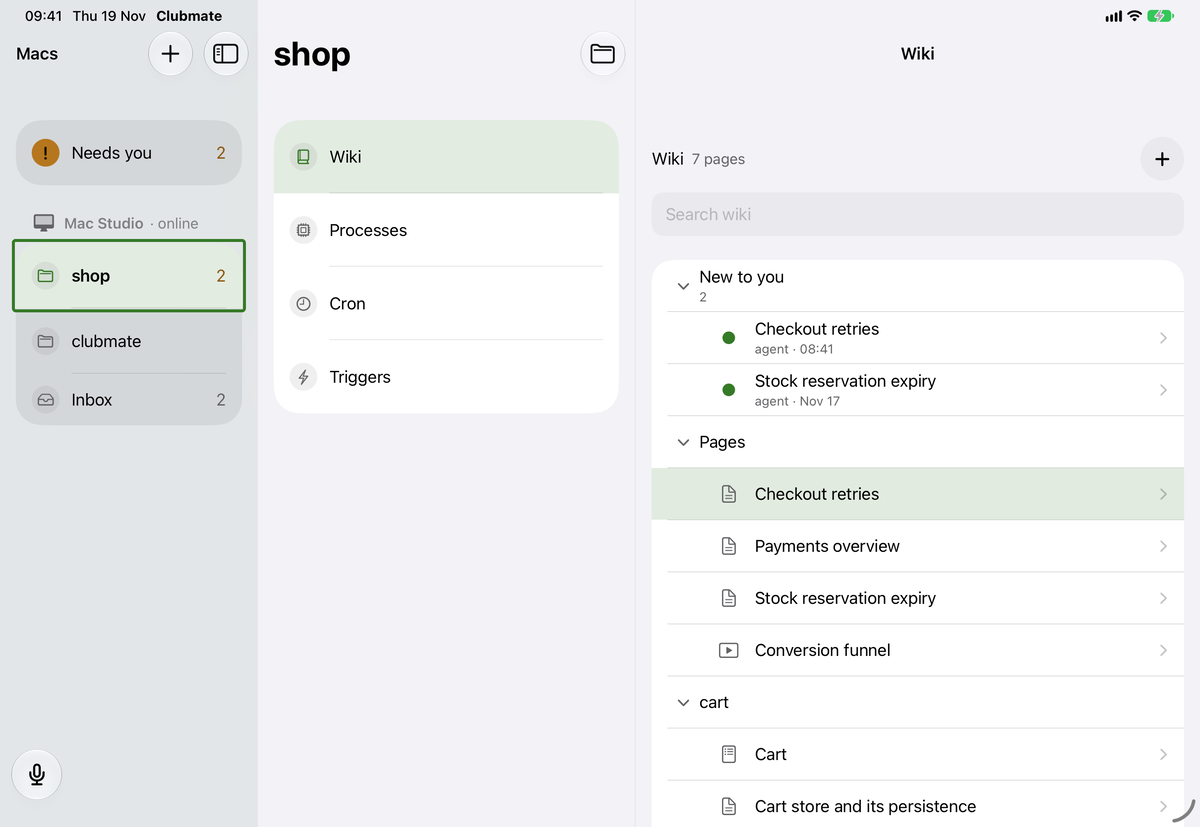 09:41 Thu 19 Nov Clubmate
Macs
Needs you 2
Mac Studio · online
shop 2
clubmate
Inbox 2
shop
Wiki
Processes
Cron
Triggers
Wiki
Wiki 7 pages
Search wiki
New to you
2
Checkout retries
agent · 08:41
Stock reservation expiry
agent · Nov 17
Pages
Checkout retries
Payments overview
Stock reservation expiry
Conversion funnel
cart
Cart
Cart store and its persistence